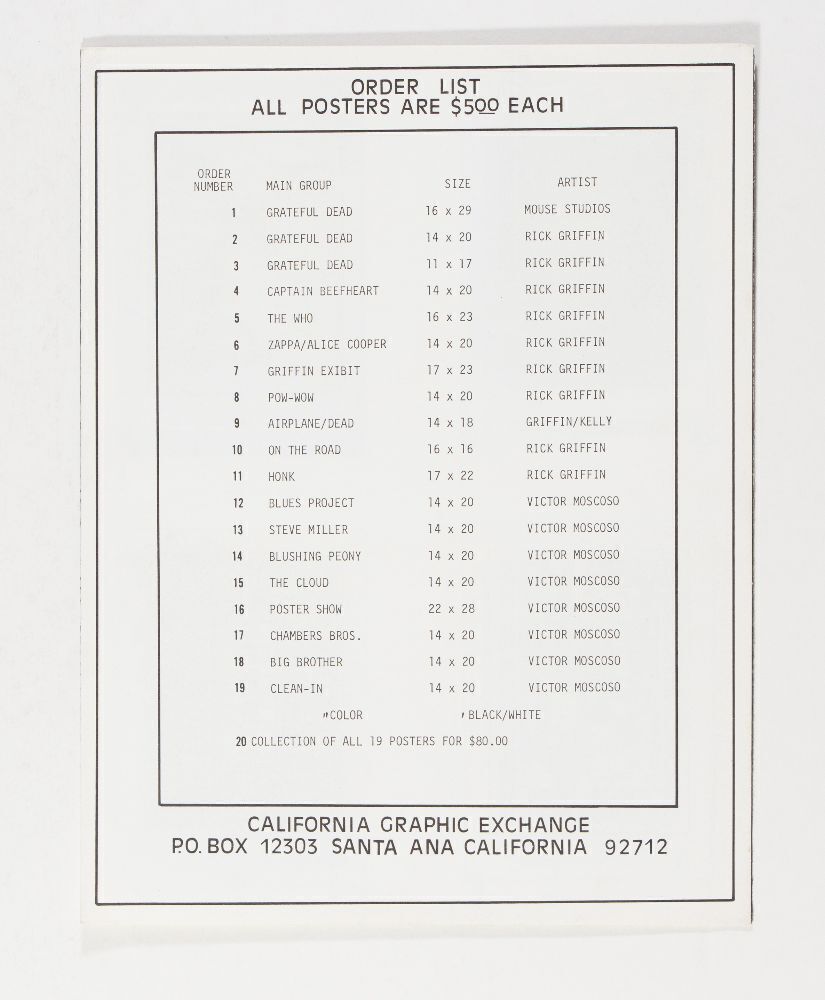 ORDER LIST
ALL POSTERS ARE $5.00 EACH
ORDER
NUMBER MAIN GROUP SIZE ARTIST
1 GRATEFUL DEAD 16 x 29 MOUSE STUDIOS
2 GRATEFUL DEAD 14 x 20 RICK GRIFFIN
3 GRATEFUL DEAD 11 x 17 RICK GRIFFIN
4 CAPTAIN BEEFHEART 14 x 20 RICK GRIFFIN
5 THE WHO 16 x 23 RICK GRIFFIN
6 ZAPPA/ALICE COOPER 14 x 20 RICK GRIFFIN
7 GRIFFIN EXIBIT 17 x 23 RICK GRIFFIN
8 POW-WOW 14 x 20 RICK GRIFFIN
9 AIRPLANE/DEAD 14 x 18 GRIFFIN/KELLY
10 ON THE ROAD 16 x 16 RICK GRIFFIN
11 HONK 17 x 22 RICK GRIFFIN
12 BLUES PROJECT 14 x 20 VICTOR MOSCOSO
13 STEVE MILLER 14 x 20 VICTOR MOSCOSO
14 BLUSHING PEONY 14 x 20 VICTOR MOSCOSO
15 THE CLOUD 14 x 20 VICTOR MOSCOSO
16 POSTER SHOW 22 x 28 VICTOR MOSCOSO
17 CHAMBERS BROS. 14 x 20 VICTOR MOSCOSO
18 BIG BROTHER 14 x 20 VICTOR MOSCOSO
19 CLEAN-IN 14 x 20 VICTOR MOSCOSO
"COLOR ' BLACK/WHITE
20 COLLECTION OF ALL 19 POSTERS FOR $80.00
CALIFORNIA GRAPHIC EXCHANGE
P.O. BOX 12303 SANTA ANA CALIFORNIA 92712